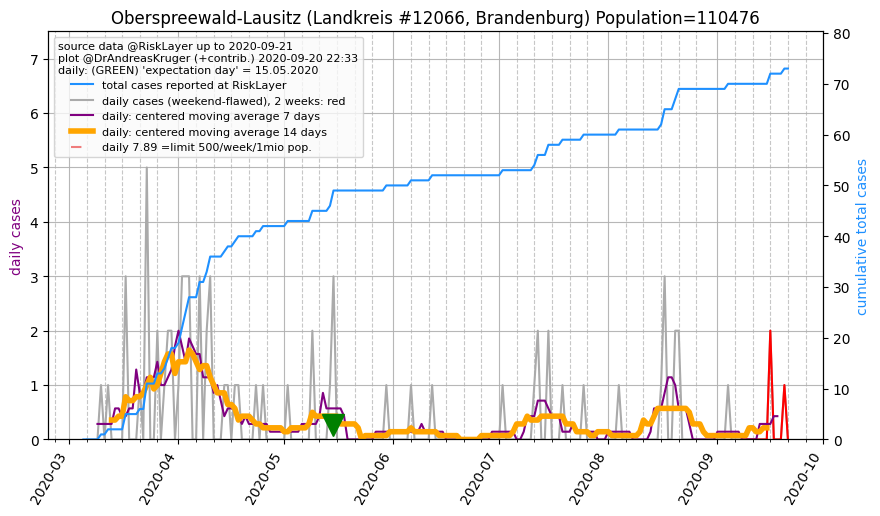 Oberspreewald-Lausitz (Landkreis #12066, Brandenburg) Population=110476
source data @RiskLayer up to 2020-09-21
plot @DrAndreasKruger (+contrib.) 2020-09-20 22:33
daily: (GREEN) 'expectation day' = 15.05.2020
total cases reported at RiskLayer
daily cases (weekend-flawed), 2 weeks: red
daily: centered moving average 7 days
daily: centered moving average 14 days
daily 7.89 =limit 500/week/1mio pop.
daily cases
7
6
5
4
3
2
1
0
cumulative total cases
80
70
60
50
40
30
20
10
0
2020-03
2020-04
2020-05
2020-06
2020-07
2020-08
2020-09
2020-10